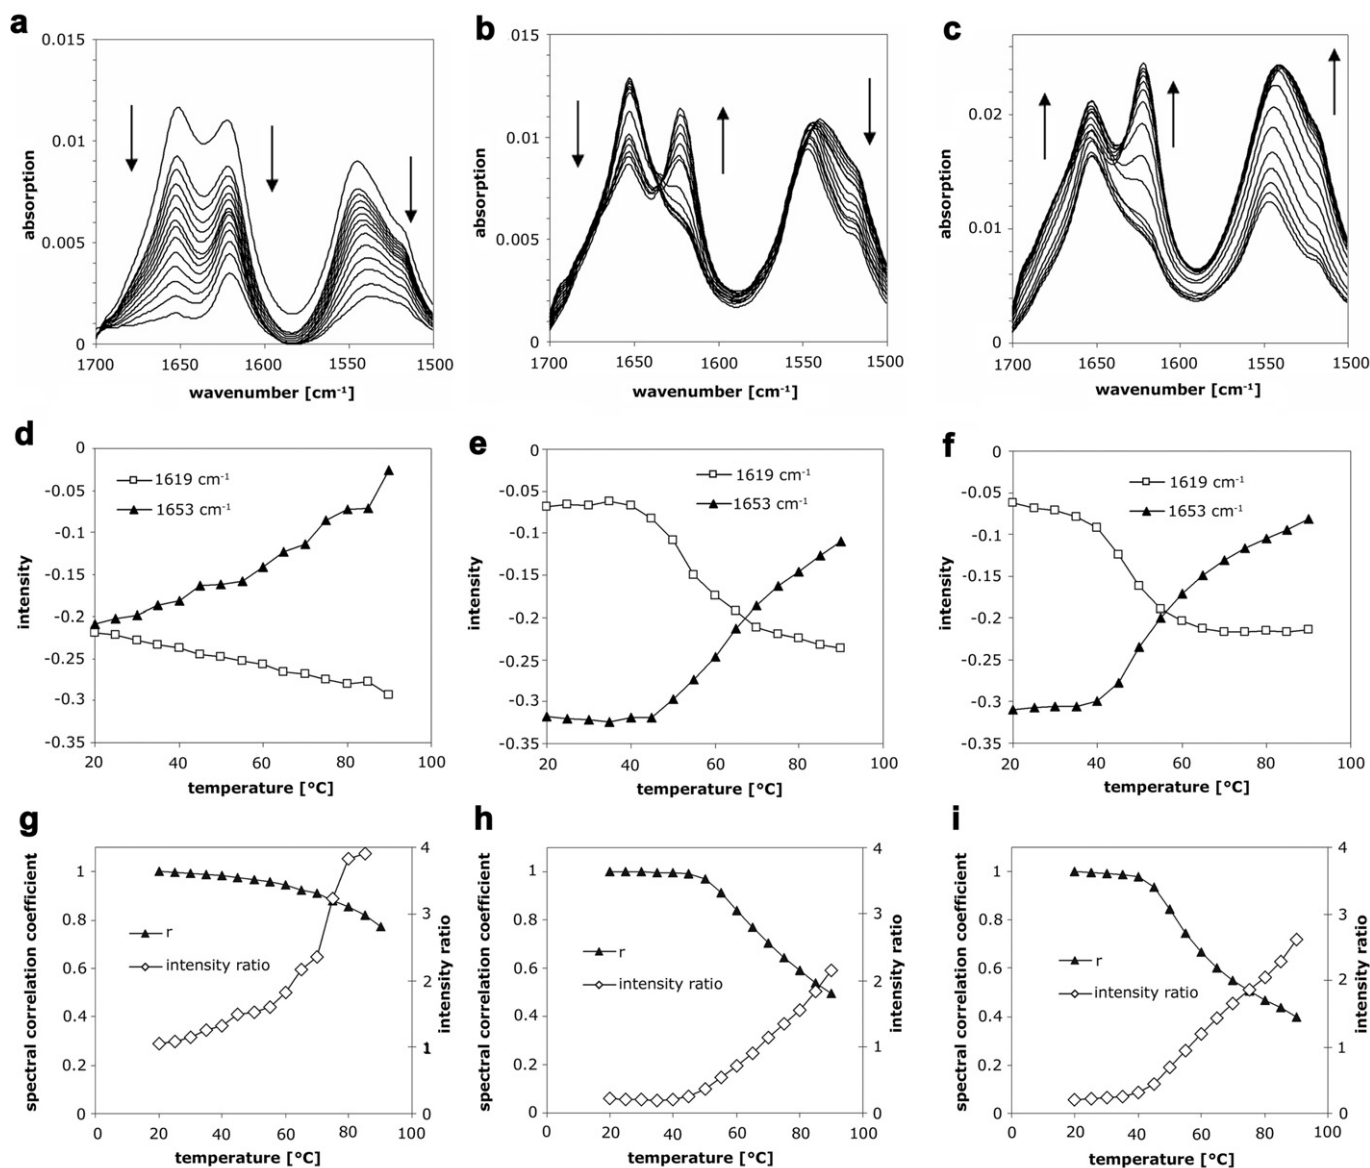 a
0.015
0.01
0.005
0
absorption
1700 1650 1600 1550 1500
wavenumber [cm⁻¹]
b
15
0.01
0.005
0
absorption
1700 1650 1600 1550 1500
wavenumber [cm⁻¹]
c
0.02
0.01
0
absorption
1700 1650 1600 1550 1500
wavenumber [cm⁻¹]
d
0
-0.05
-0.1
-0.15
-0.2
-0.25
-0.3
-0.35
intensity
1619 cm⁻¹
1653 cm⁻¹
20 40 60 80 100
temperature [°C]
e
0
-0.05
-0.1
-0.15
-0.2
-0.25
-0.3
-0.35
intensity
1619 cm⁻¹
1653 cm⁻¹
20 40 60 80 100
temperature [°C]
f
0
-0.05
-0.1
-0.15
-0.2
-0.25
-0.3
-0.35
intensity
1619 cm⁻¹
1653 cm⁻¹
20 40 60 80 100
temperature [°C]
g
1
0.8
0.6
0.4
0.2
0
spectral correlation coefficient
r
intensity ratio
4
3
2
1
0
intensity ratio
0 20 40 60 80 100
temperature [°C]
h
1
0.8
0.6
0.4
0.2
0
spectral correlation coefficient
r
intensity ratio
4
3
2
1
0
intensity ratio
0 20 40 60 80 100
temperature [°C]
i
1
0.8
0.6
0.4
0.2
0
spectral correlation coefficient
r
intensity ratio
4
3
2
1
0
intensity ratio
0 20 40 60 80 100
temperature [°C]